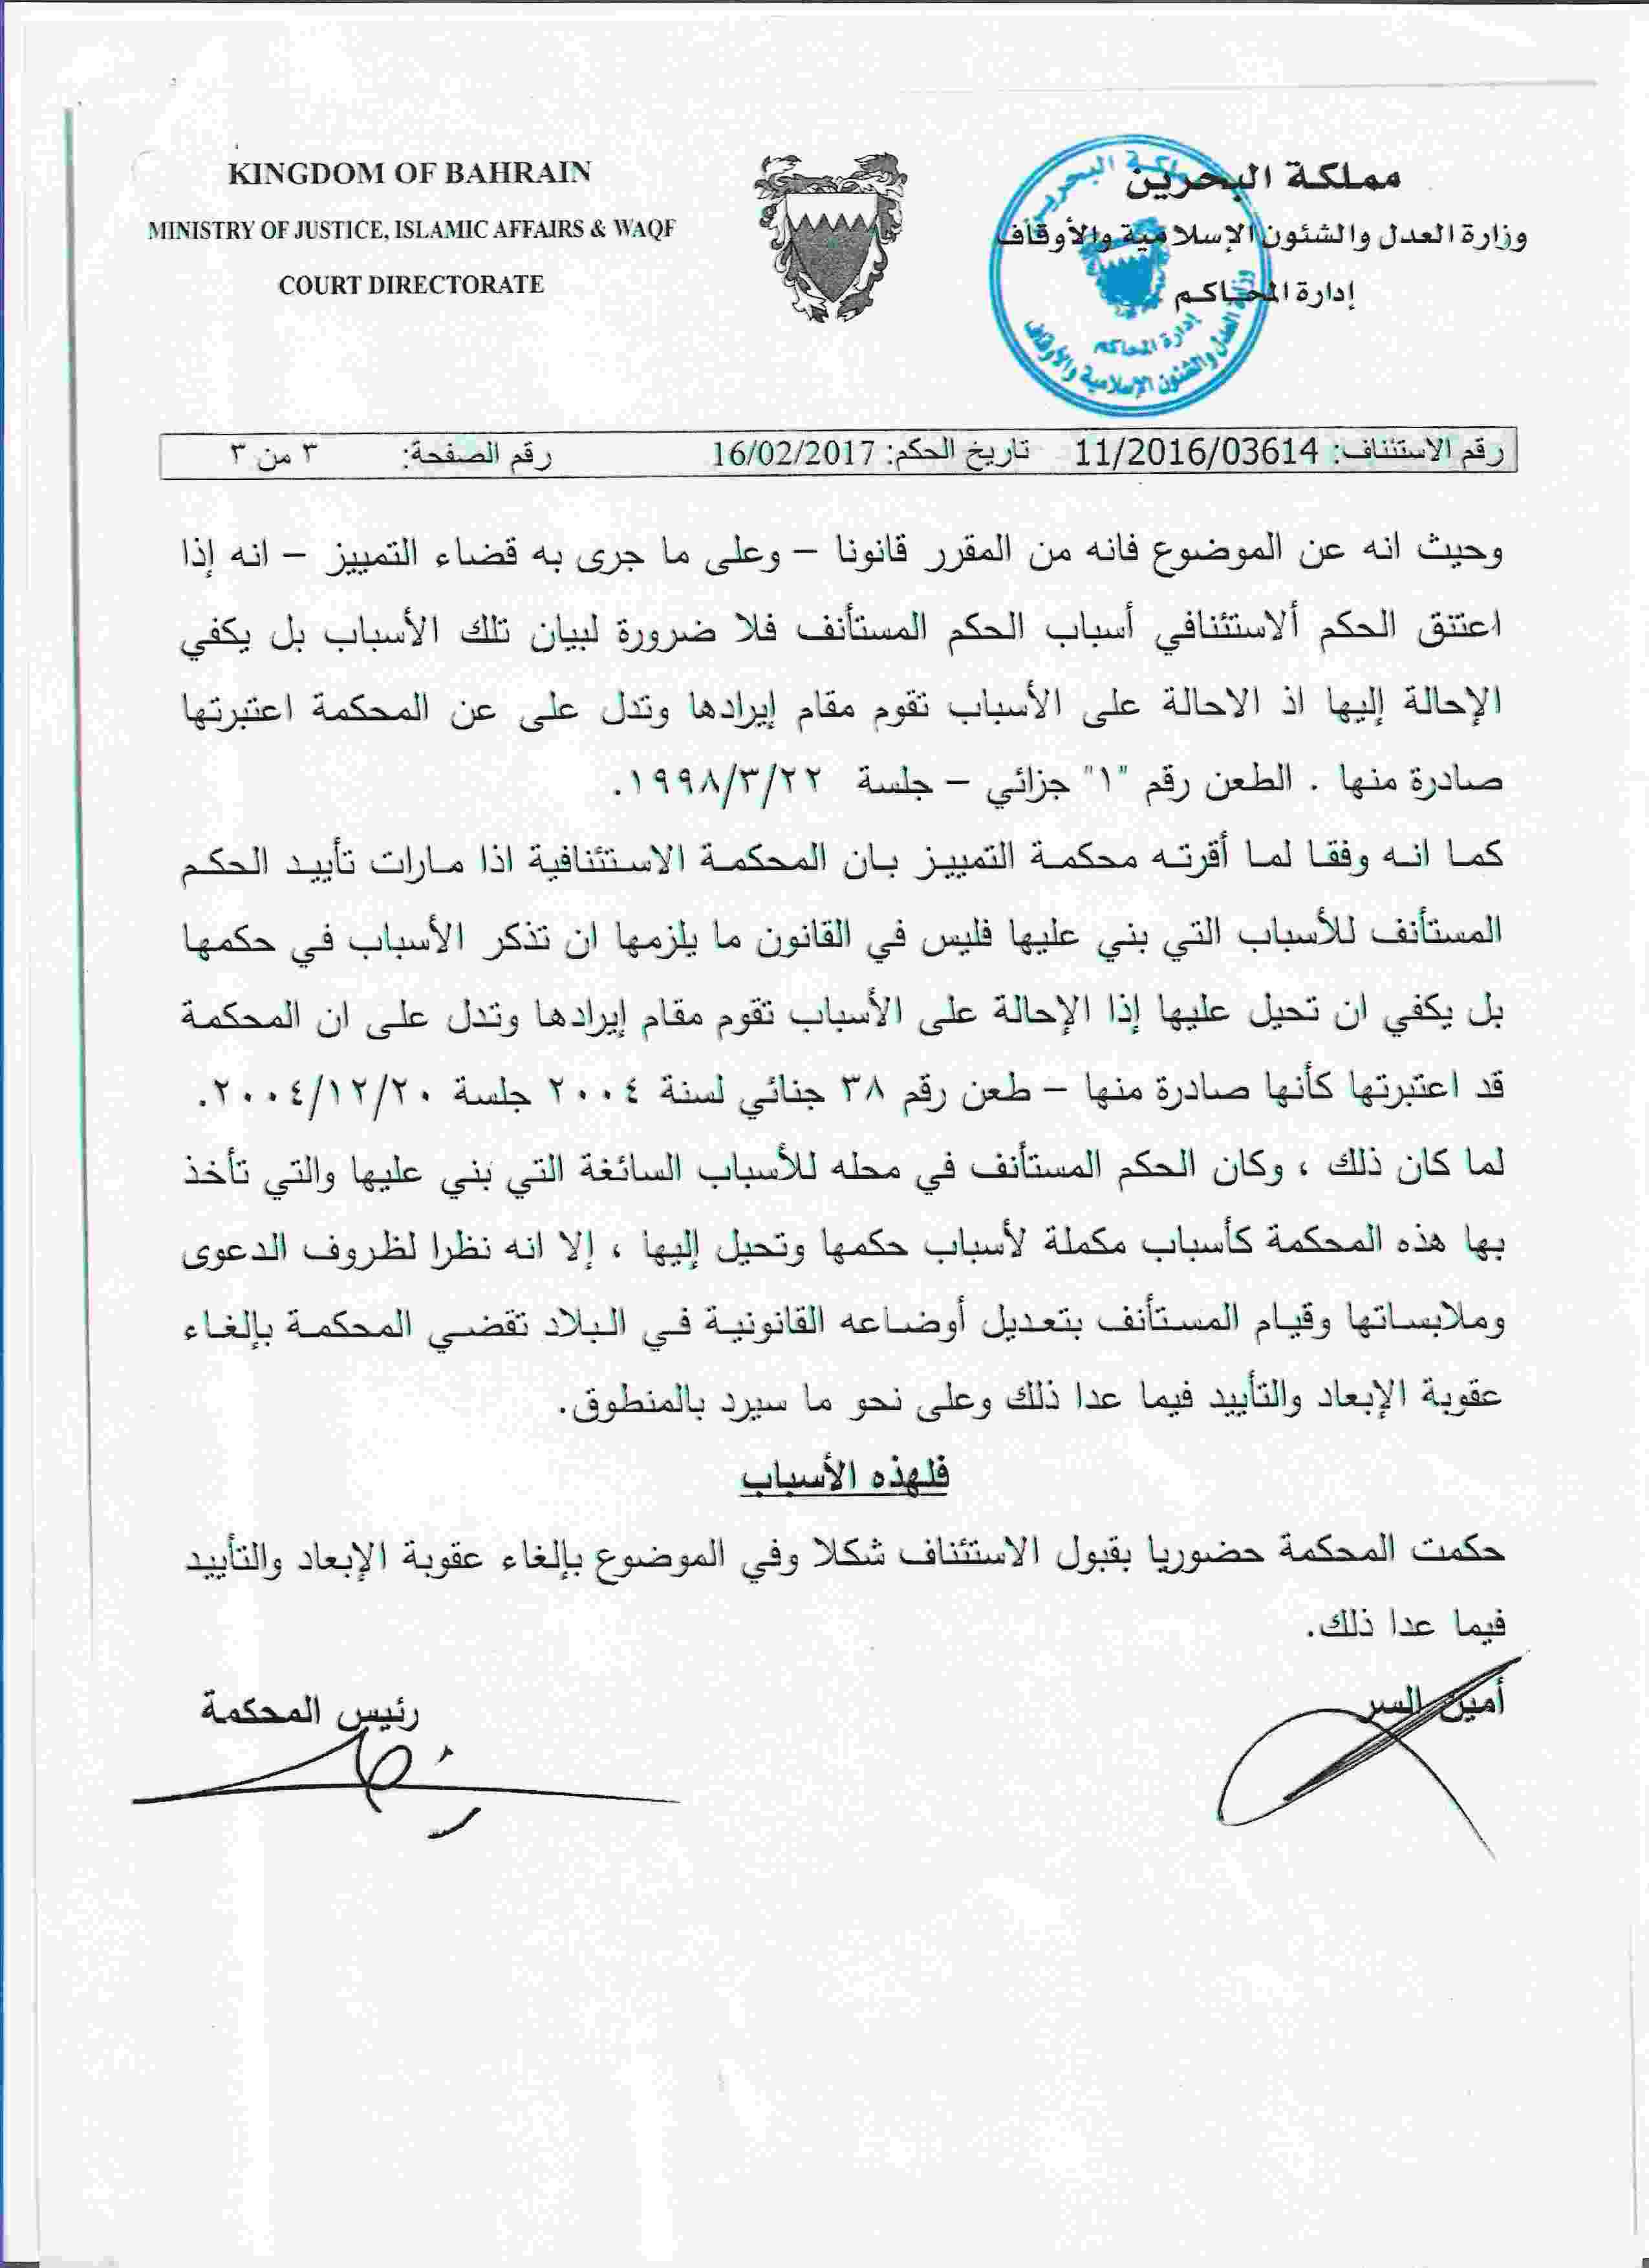 KINGDOM OF BAHRAIN
MINISTRY OF JUSTICE, ISLAMIC AFFAIRS & WAQF
COURT DIRECTORATE
مملكة البحرين
وزارة العدل والشئون الإسلامية والأوقاف
إدارة المحاكم
مملكة البحرين
إدارة المحاكم
وزارة العدل والشئون الإسلامية والأوقاف
رقم الاستئناف: 11/2016/03614 تاريخ الحكم: 16/02/2017 رقم الصفحة: ٣ من ٣
وحيث انه عن الموضوع فانه من المقرر قانونا – وعلى ما جرى به قضاء التمييز – انه إذا
اعتنق الحكم ألاستئنافي أسباب الحكم المستأنف فلا ضرورة لبيان تلك الأسباب بل يكفي
الإحالة إليها اذ الاحالة على الأسباب تقوم مقام إيرادها وتدل على عن المحكمة اعتبرتها
صادرة منها . الطعن رقم "١" جزائي – جلسة ١٩٩٨/٣/٢٢.
كما انه وفقا لما أقرته محكمة التمييز بان المحكمة الاستئنافية اذا مارات تأييد الحكم
المستأنف للأسباب التي بني عليها فليس في القانون ما يلزمها ان تذكر الأسباب في حكمها
بل يكفي ان تحيل عليها إذا الإحالة على الأسباب تقوم مقام إيرادها وتدل على ان المحكمة
قد اعتبرتها كأنها صادرة منها – طعن رقم ٣٨ جنائي لسنة ٢٠٠٤ جلسة ٢٠٠٤/١٢/٢٠.
لما كان ذلك ، وكان الحكم المستأنف في محله للأسباب السائغة التي بني عليها والتي تأخذ
بها هذه المحكمة كأسباب مكملة لأسباب حكمها وتحيل إليها ، إلا انه نظرا لظروف الدعوى
وملابساتها وقيام المستأنف بتعديل أوضاعه القانونية في البلاد تقضي المحكمة بإلغاء
عقوبة الإبعاد والتأييد فيما عدا ذلك وعلى نحو ما سيرد بالمنطوق.
فلهذه الأسباب
حكمت المحكمة حضوريا بقبول الاستئناف شكلا وفي الموضوع بإلغاء عقوبة الإبعاد والتأييد
فيما عدا ذلك.
أمين السر
رئيس المحكمة